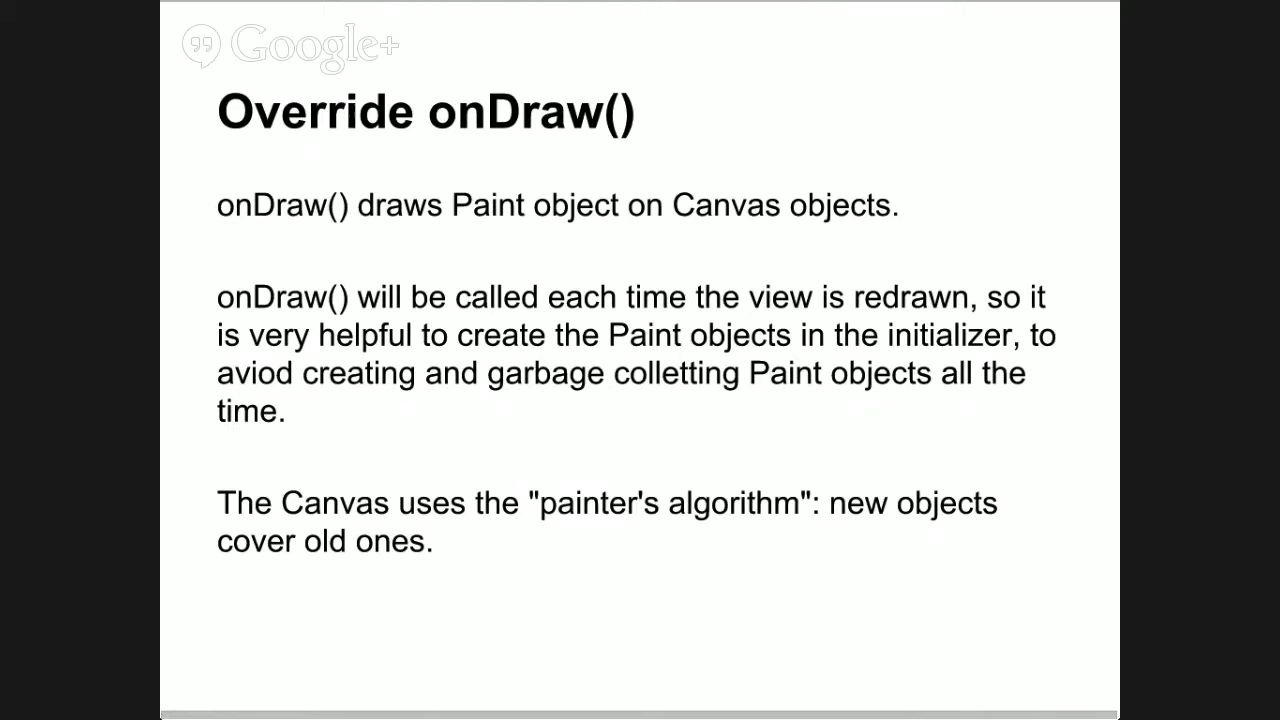 Google+
Override onDraw()
onDraw() draws Paint object on Canvas objects.
onDraw() will be called each time the view is redrawn, so it
is very helpful to create the Paint objects in the initializer, to
aviod creating and garbage colletting Paint objects all the
time.
The Canvas uses the "painter's algorithm": new objects
cover old ones.